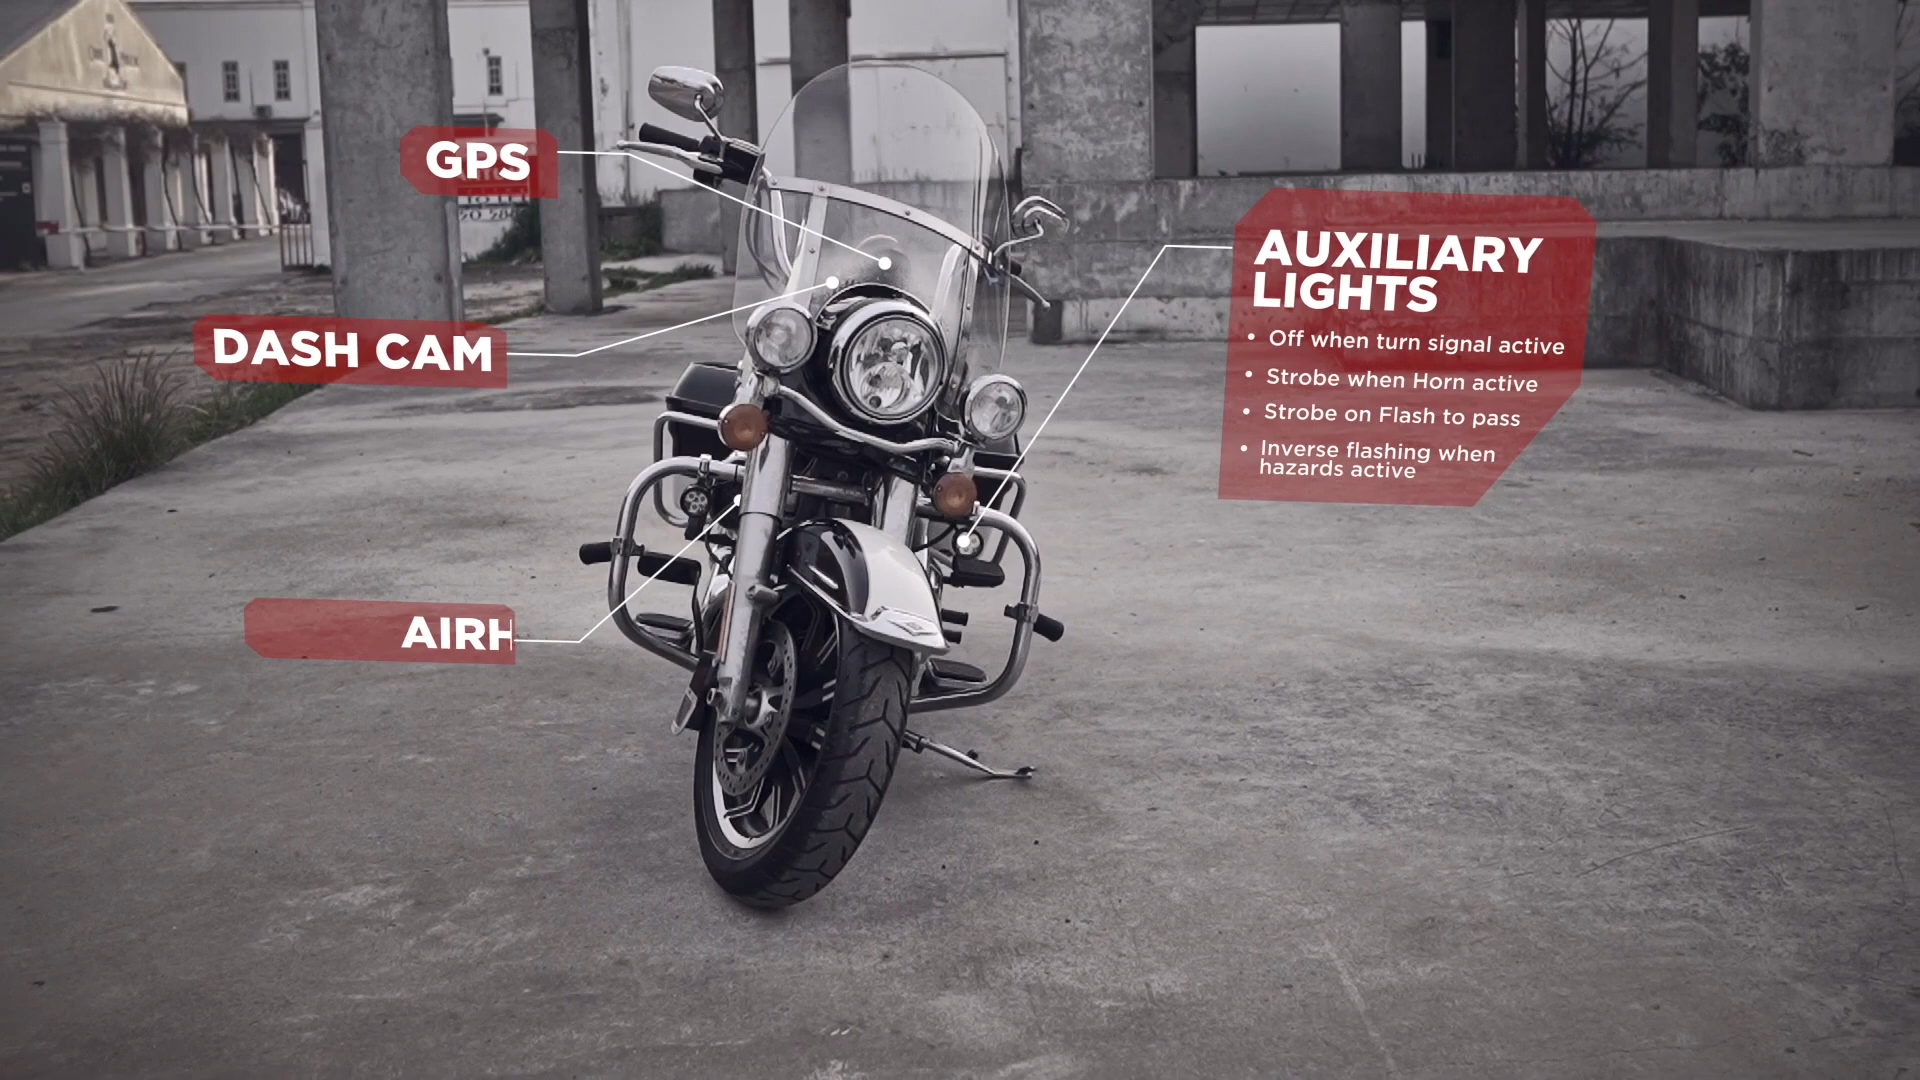 GPS
DASH CAM
AIRH
AUXILIARY
LIGHTS
• Off when turn signal active
• Strobe when Horn active
• Strobe on Flash to pass
• Inverse flashing when
hazards active